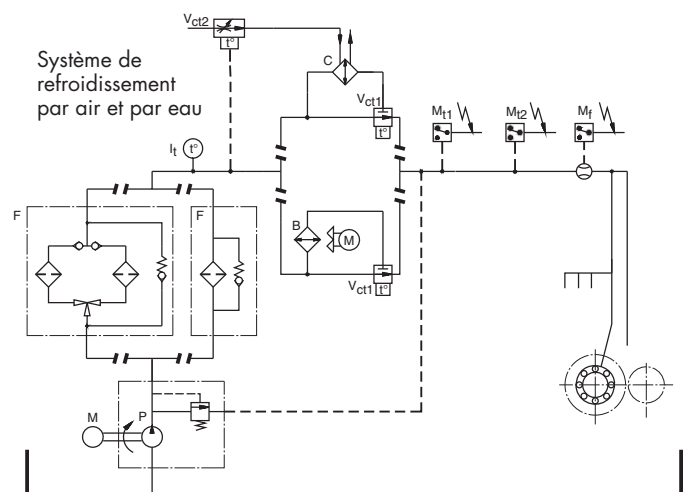 Vct2
t°
Système de
refroidissement
par air et par eau
C
Vct1
t°
Mt1
Mt2
Mf
It
t°
F
F
B
M
Vct1
t°
M
P